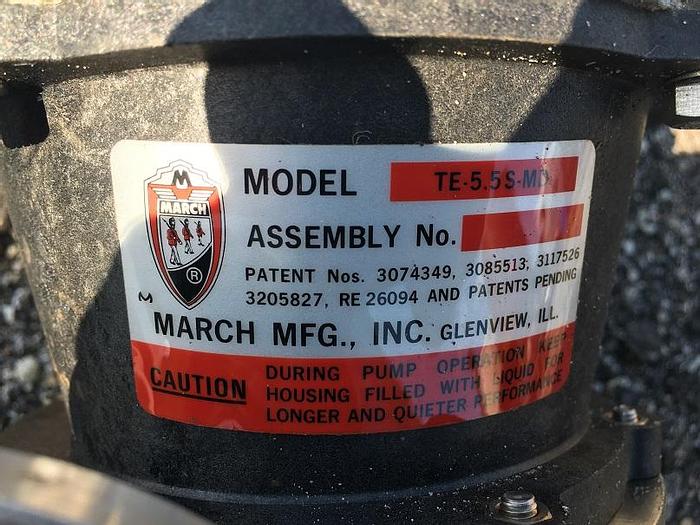 M
MARCH
®
MODEL TE-5.5S-MD
ASSEMBLY No.
PATENT Nos. 3074349, 3085513, 3117526
3205827, RE 26094 AND PATENTS PENDING
M
MARCH MFG., INC. GLENVIEW, ILL.
CAUTION
DURING PUMP OPERATION KEEP
HOUSING FILLED WITH LIQUID FOR
LONGER AND QUIETER PERFORMANCE